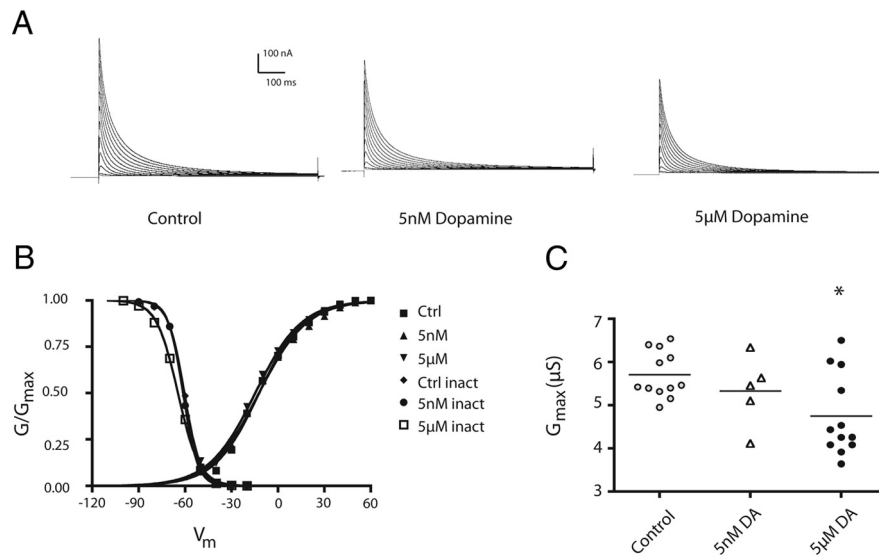 A
100 nA
100 ms
Control
5nM Dopamine
5µM Dopamine
B
1.00
0.75
0.50
0.25
0.00
G/Gmax
-120
-90
-60
-30
0
30
60
Vm
Ctrl
5nM
5µM
Ctrl inact
5nM inact
5µM inact
C
*
7
6
5
4
3
Gmax (µS)
Control
5nM DA
5µM DA